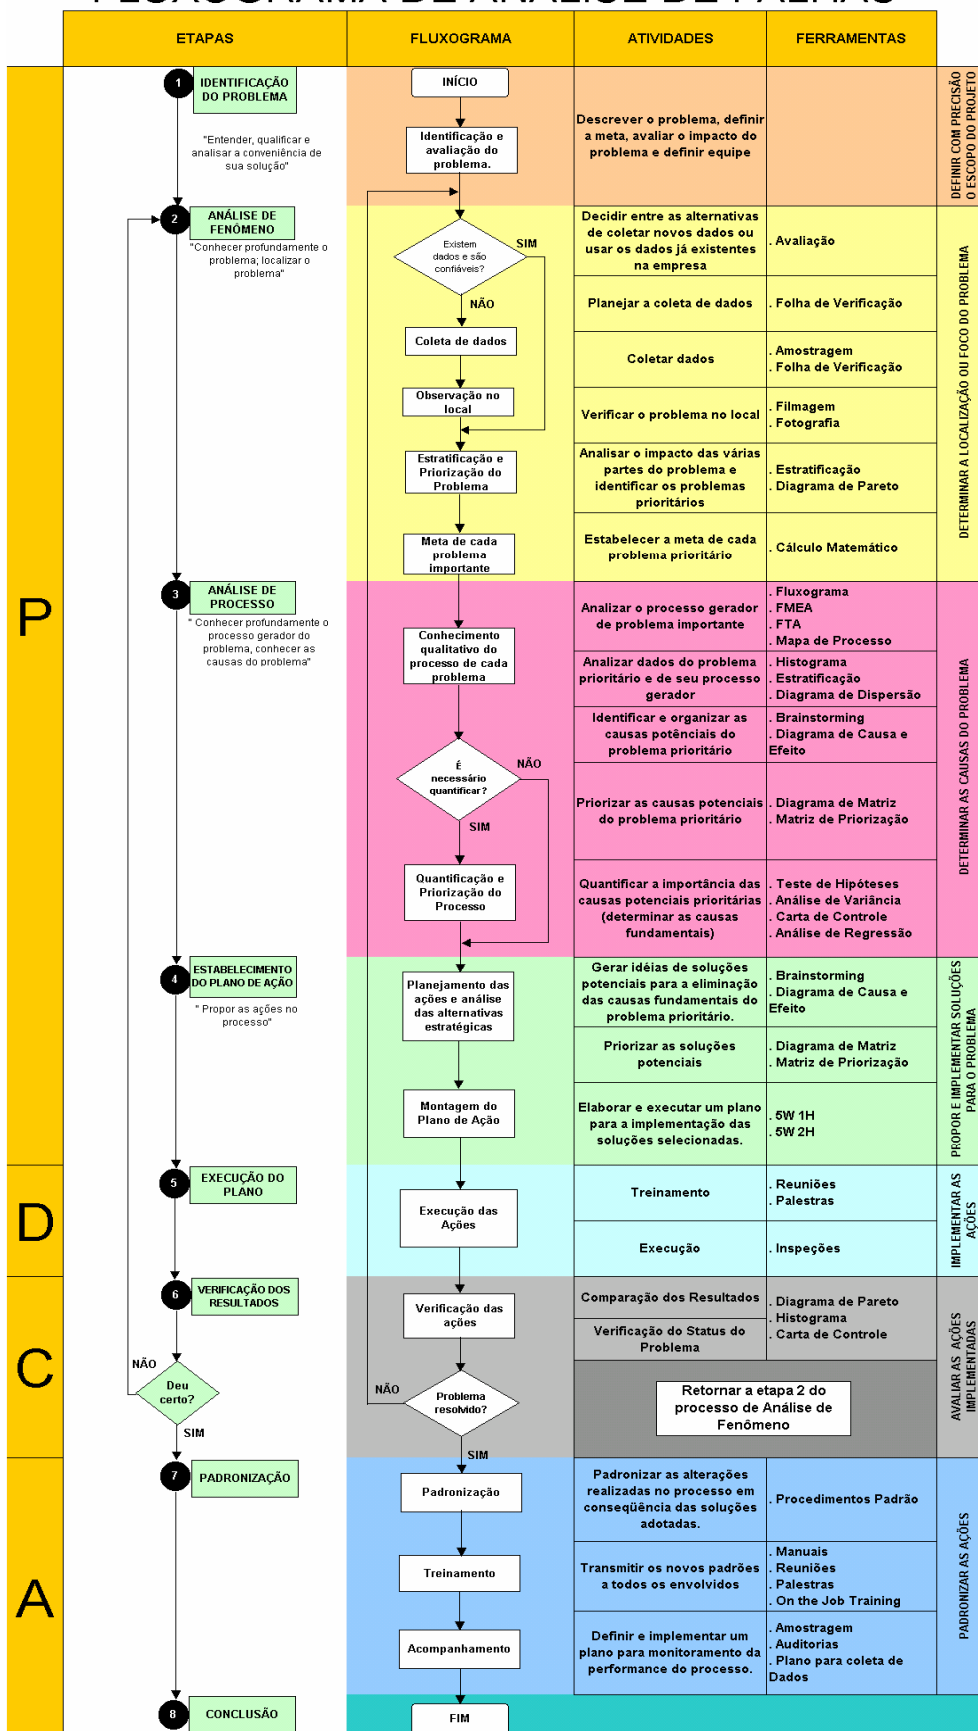 FLUXOGRAMA DE ANÁLISE DE FALHAS
ETAPAS
FLUXOGRAMA
ATIVIDADES
FERRAMENTAS
P
1
IDENTIFICAÇÃO
DO PROBLEMA
"Entender, qualificar e
analisar a conveniência de
sua solução"
INÍCIO
Identificação e
avaliação do
problema.
Descrever o problema, definir
a meta, avaliar o impacto do
problema e definir equipe
DEFINIR COM PRECISÃO
O ESCOPO DO PROJETO
2
ANÁLISE DE
FENÔMENO
"Conhecer profundamente o
problema; localizar o
problema"
Existem
dados e são
confiáveis?
SIM
NÃO
Coleta de dados
Observação no
local
Estratificação e
Priorização do
Problema
Meta de cada
problema
importante
Decidir entre as alternativas
de coletar novos dados ou
usar os dados já existentes
na empresa
. Avaliação
Planejar a coleta de dados
. Folha de Verificação
Coletar dados
. Amostragem
. Folha de Verificação
Verificar o problema no local
. Filmagem
. Fotografia
Analisar o impacto das várias
partes do problema e
identificar os problemas
prioritários
. Estratificação
. Diagrama de Pareto
Estabelecer a meta de cada
problema prioritário
. Cálculo Matemático
DETERMINAR A LOCALIZAÇÃO OU FOCO DO PROBLEMA
3
ANÁLISE DE
PROCESSO
" Conhecer profundamente o
processo gerador do
problema, conhecer as
causas do problema"
Conhecimento
qualitativo do
processo de cada
problema
É
necessário
quantificar?
NÃO
SIM
Quantificação e
Priorização do
Processo
Analizar o processo gerador
de problema importante
. Fluxograma
. FMEA
. FTA
. Mapa de Processo
Analizar dados do problema
prioritário e de seu processo
gerador
. Histograma
. Estratificação
. Diagrama de Dispersão
Identificar e organizar as
causas potênciais do
problema prioritário
. Brainstorming
. Diagrama de Causa e
Efeito
Priorizar as causas potenciais
do problema prioritário
. Diagrama de Matriz
. Matriz de Priorização
Quantificar a importância das
causas potenciais prioritárias
(determinar as causas
fundamentais)
. Teste de Hipóteses
. Análise de Variância
. Carta de Controle
. Análise de Regressão
DETERMINAR AS CAUSAS DO PROBLEMA
4
ESTABELECIMENTO
DO PLANO DE AÇÃO
" Propor as ações no
processo"
Planejamento das
ações e análise
das alternativas
estratégicas
Montagem do
Plano de Ação
Gerar idéias de soluções
potenciais para a eliminação
das causas fundamentais do
problema prioritário.
. Brainstorming
. Diagrama de Causa e
Efeito
Priorizar as soluções
potenciais
. Diagrama de Matriz
. Matriz de Priorização
Elaborar e executar um plano
para a implementação das
soluções selecionadas.
. 5W 1H
. 5W 2H
PROPOR E IMPLEMENTAR SOLUÇÕES
PARA O PROBLEMA
D
5
EXECUÇÃO DO
PLANO
Execução das
Ações
Treinamento
. Reuniões
. Palestras
Execução
. Inspeções
IMPLEMENTAR AS
AÇÕES
C
6
VERIFICAÇÃO DOS
RESULTADOS
NÃO
Deu
certo?
SIM
Verificação das
ações
NÃO
Problema
resolvido?
SIM
Comparação dos Resultados
Verificação do Status do
Problema
. Diagrama de Pareto
. Histograma
. Carta de Controle
Retornar a etapa 2 do
processo de Análise de
Fenômeno
AVALIAR AS AÇÕES
IMPLEMENTADAS
A
7
PADRONIZAÇÃO
Padronização
Treinamento
Acompanhamento
Padronizar as alterações
realizadas no processo em
conseqüência das soluções
adotadas.
. Procedimentos Padrão
Transmitir os novos padrões
a todos os envolvidos
. Manuais
. Reuniões
. Palestras
. On the Job Training
Definir e implementar um
plano para monitoramento da
performance do processo.
. Amostragem
. Auditorias
. Plano para coleta de
Dados
PADRONIZAR AS AÇÕES
8
CONCLUSÃO
FIM